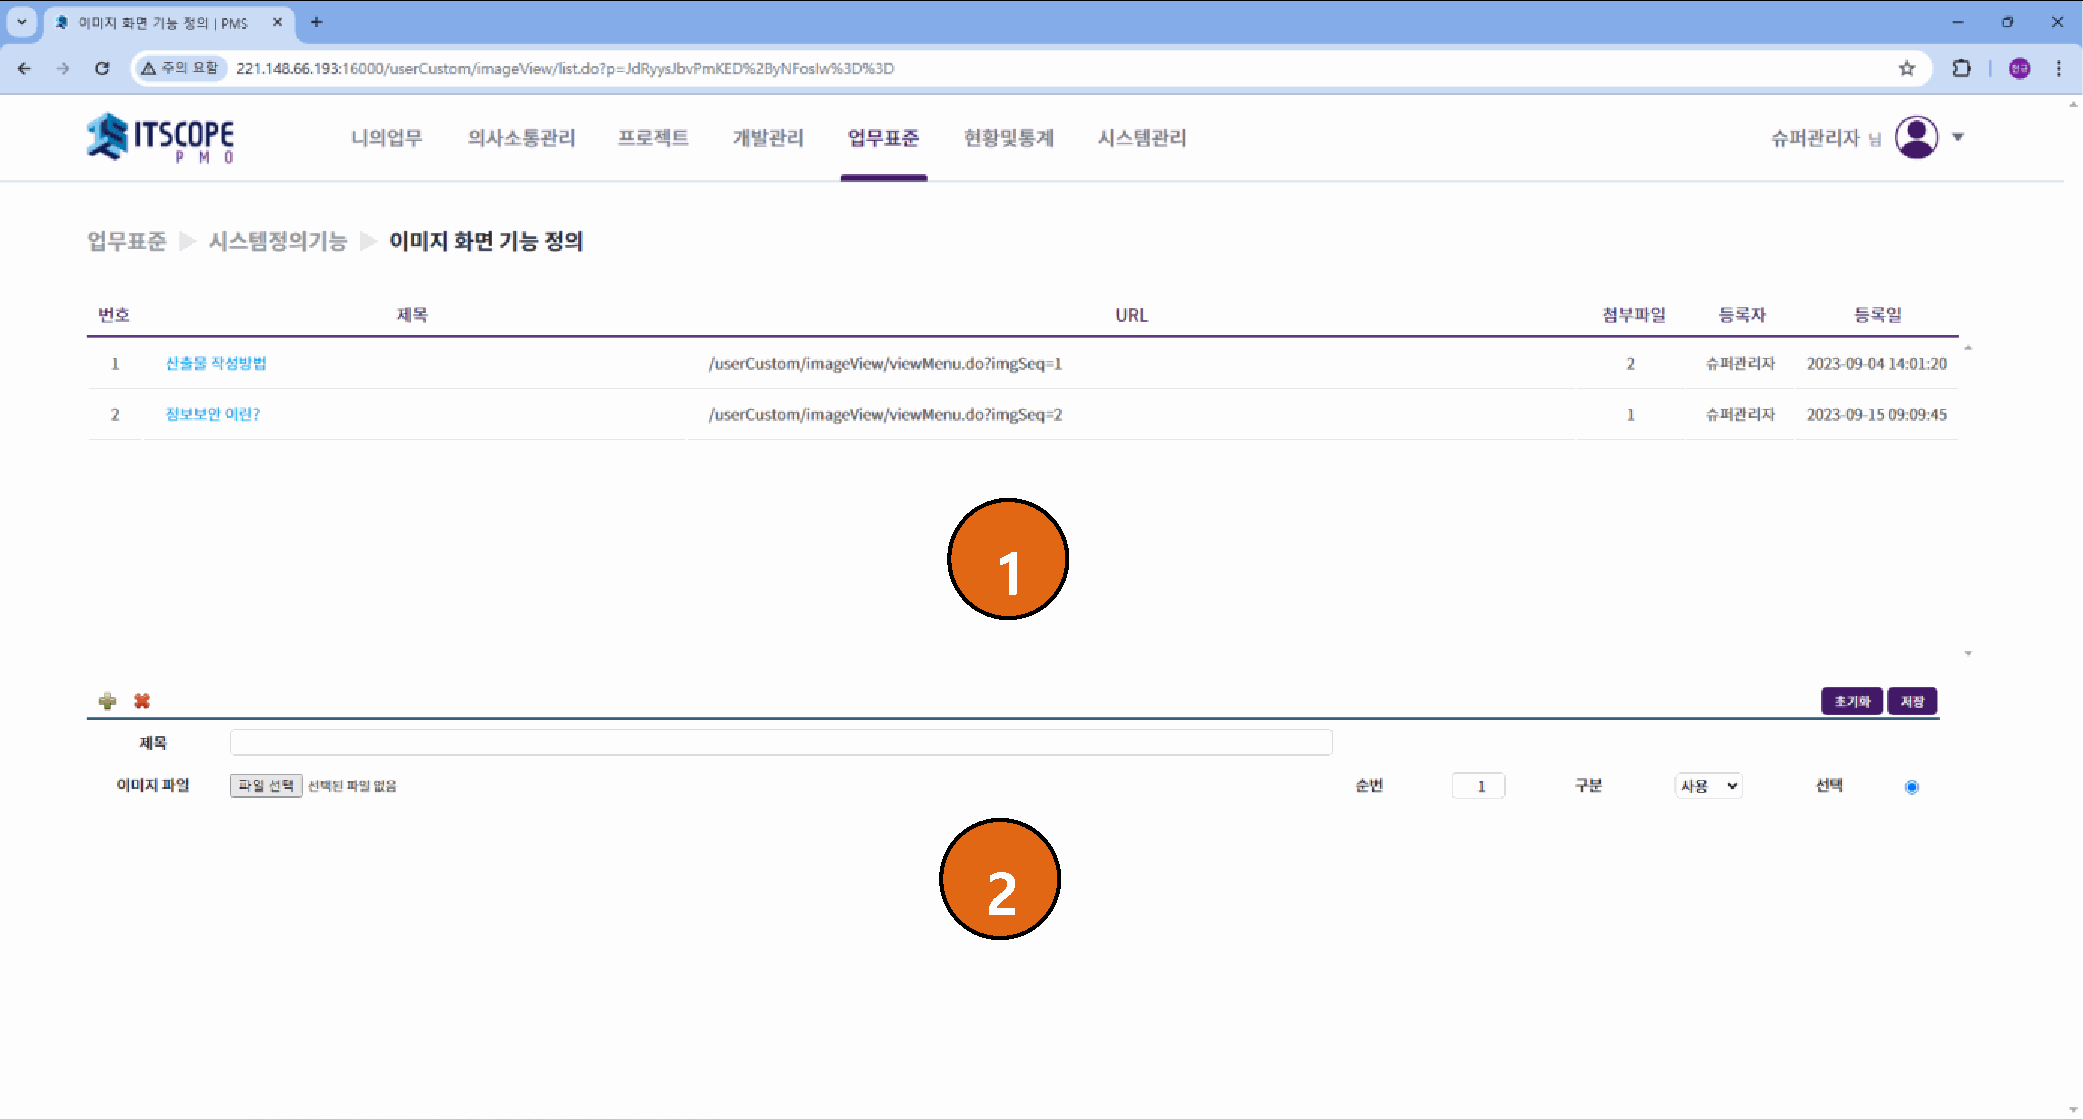 이미지 화면 기능 정의 | PMS
주의 요함 221.148.66.193:16000/userCustom/imageView/list.do?p=JdRyysJbvPmKED%2ByNFosIw%3D%3D
현규
ITSCOPE
PMO
나의업무 의사소통관리 프로젝트 개발관리 업무표준 현황및통계 시스템관리 슈퍼관리자 님
업무표준 시스템정의기능 이미지 화면 기능 정의
번호 제목 URL 첨부파일 등록자 등록일
1 산출물 작성방법 /userCustom/imageView/viewMenu.do?imgSeq=1 2 슈퍼관리자 2023-09-04 14:01:20
2 정보보안 이란? /userCustom/imageView/viewMenu.do?imgSeq=2 1 슈퍼관리자 2023-09-15 09:09:45
1
초기화 저장
제목
이미지 파일 파일 선택 선택된 파일 없음 순번 1 구분 사용 선택
2